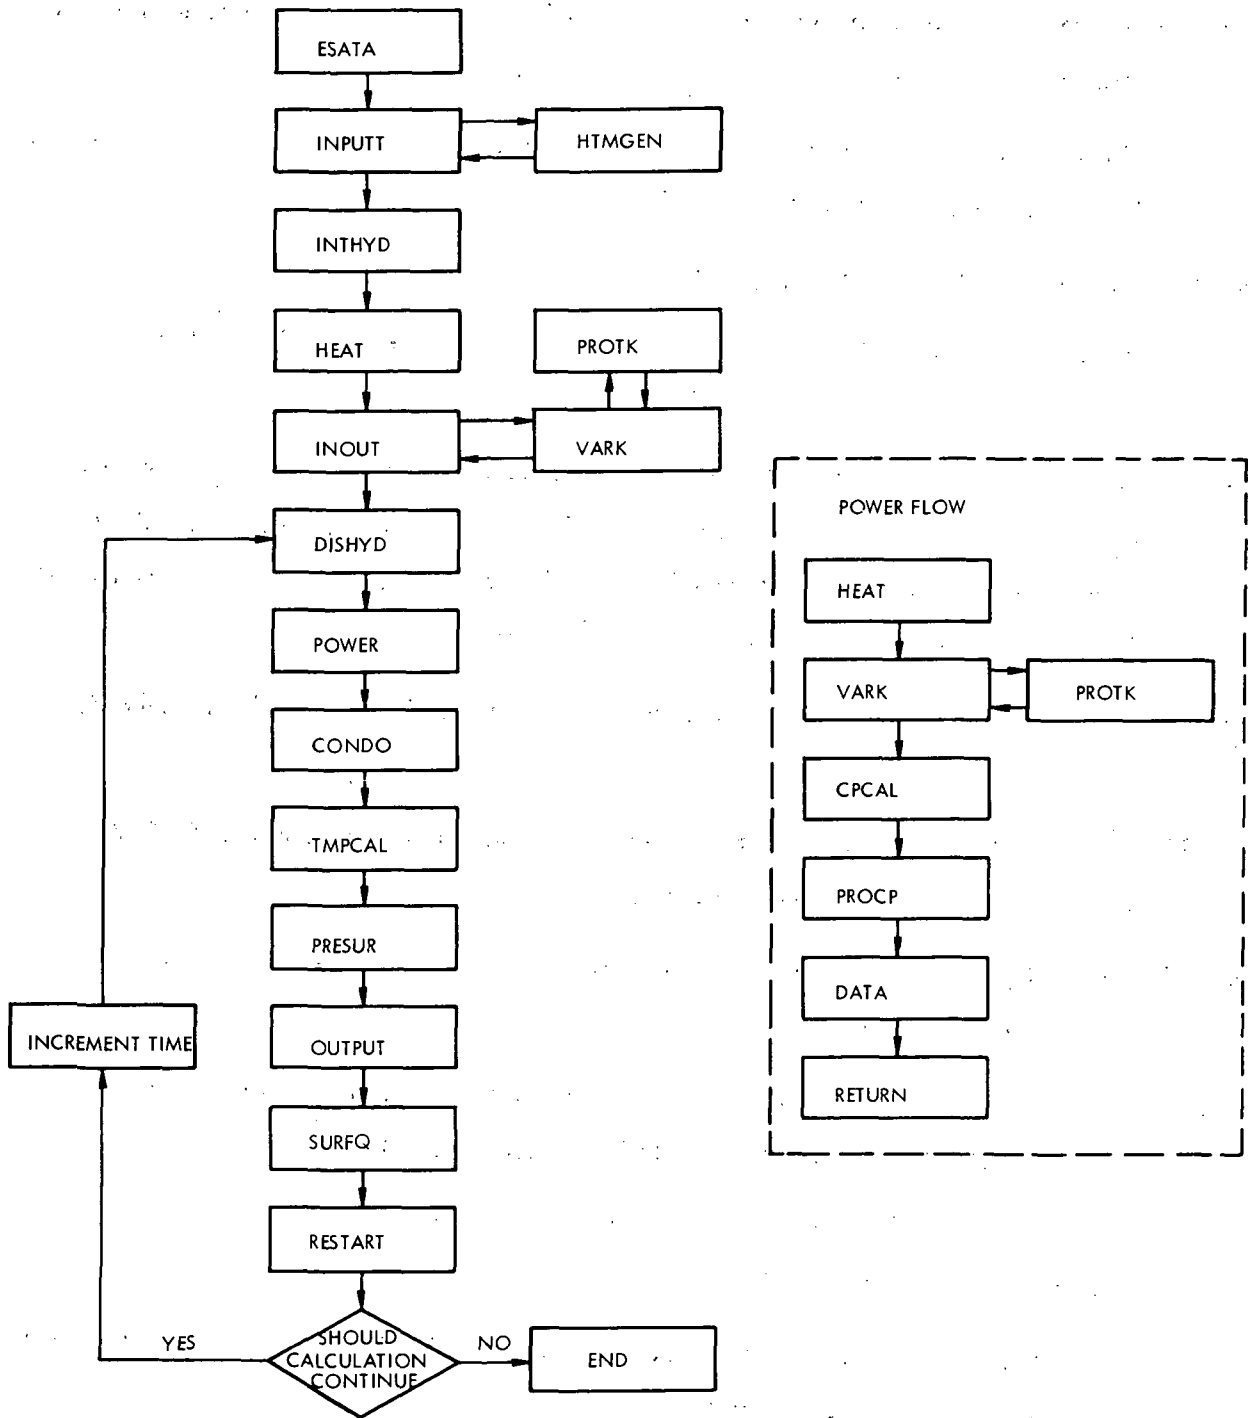 ESATA
INPUTT
HTMGEN
INTHYD
HEAT
PROTK
INOUT
VARK
DISHYD
POWER
CONDO
TMPCAL
PRESUR
INCREMENT TIME
OUTPUT
SURFQ
RESTART
YES
SHOULD
CALCULATION
CONTINUE
NO
END
POWER FLOW
HEAT
VARK
PROTK
CPCAL
PROCP
DATA
RETURN